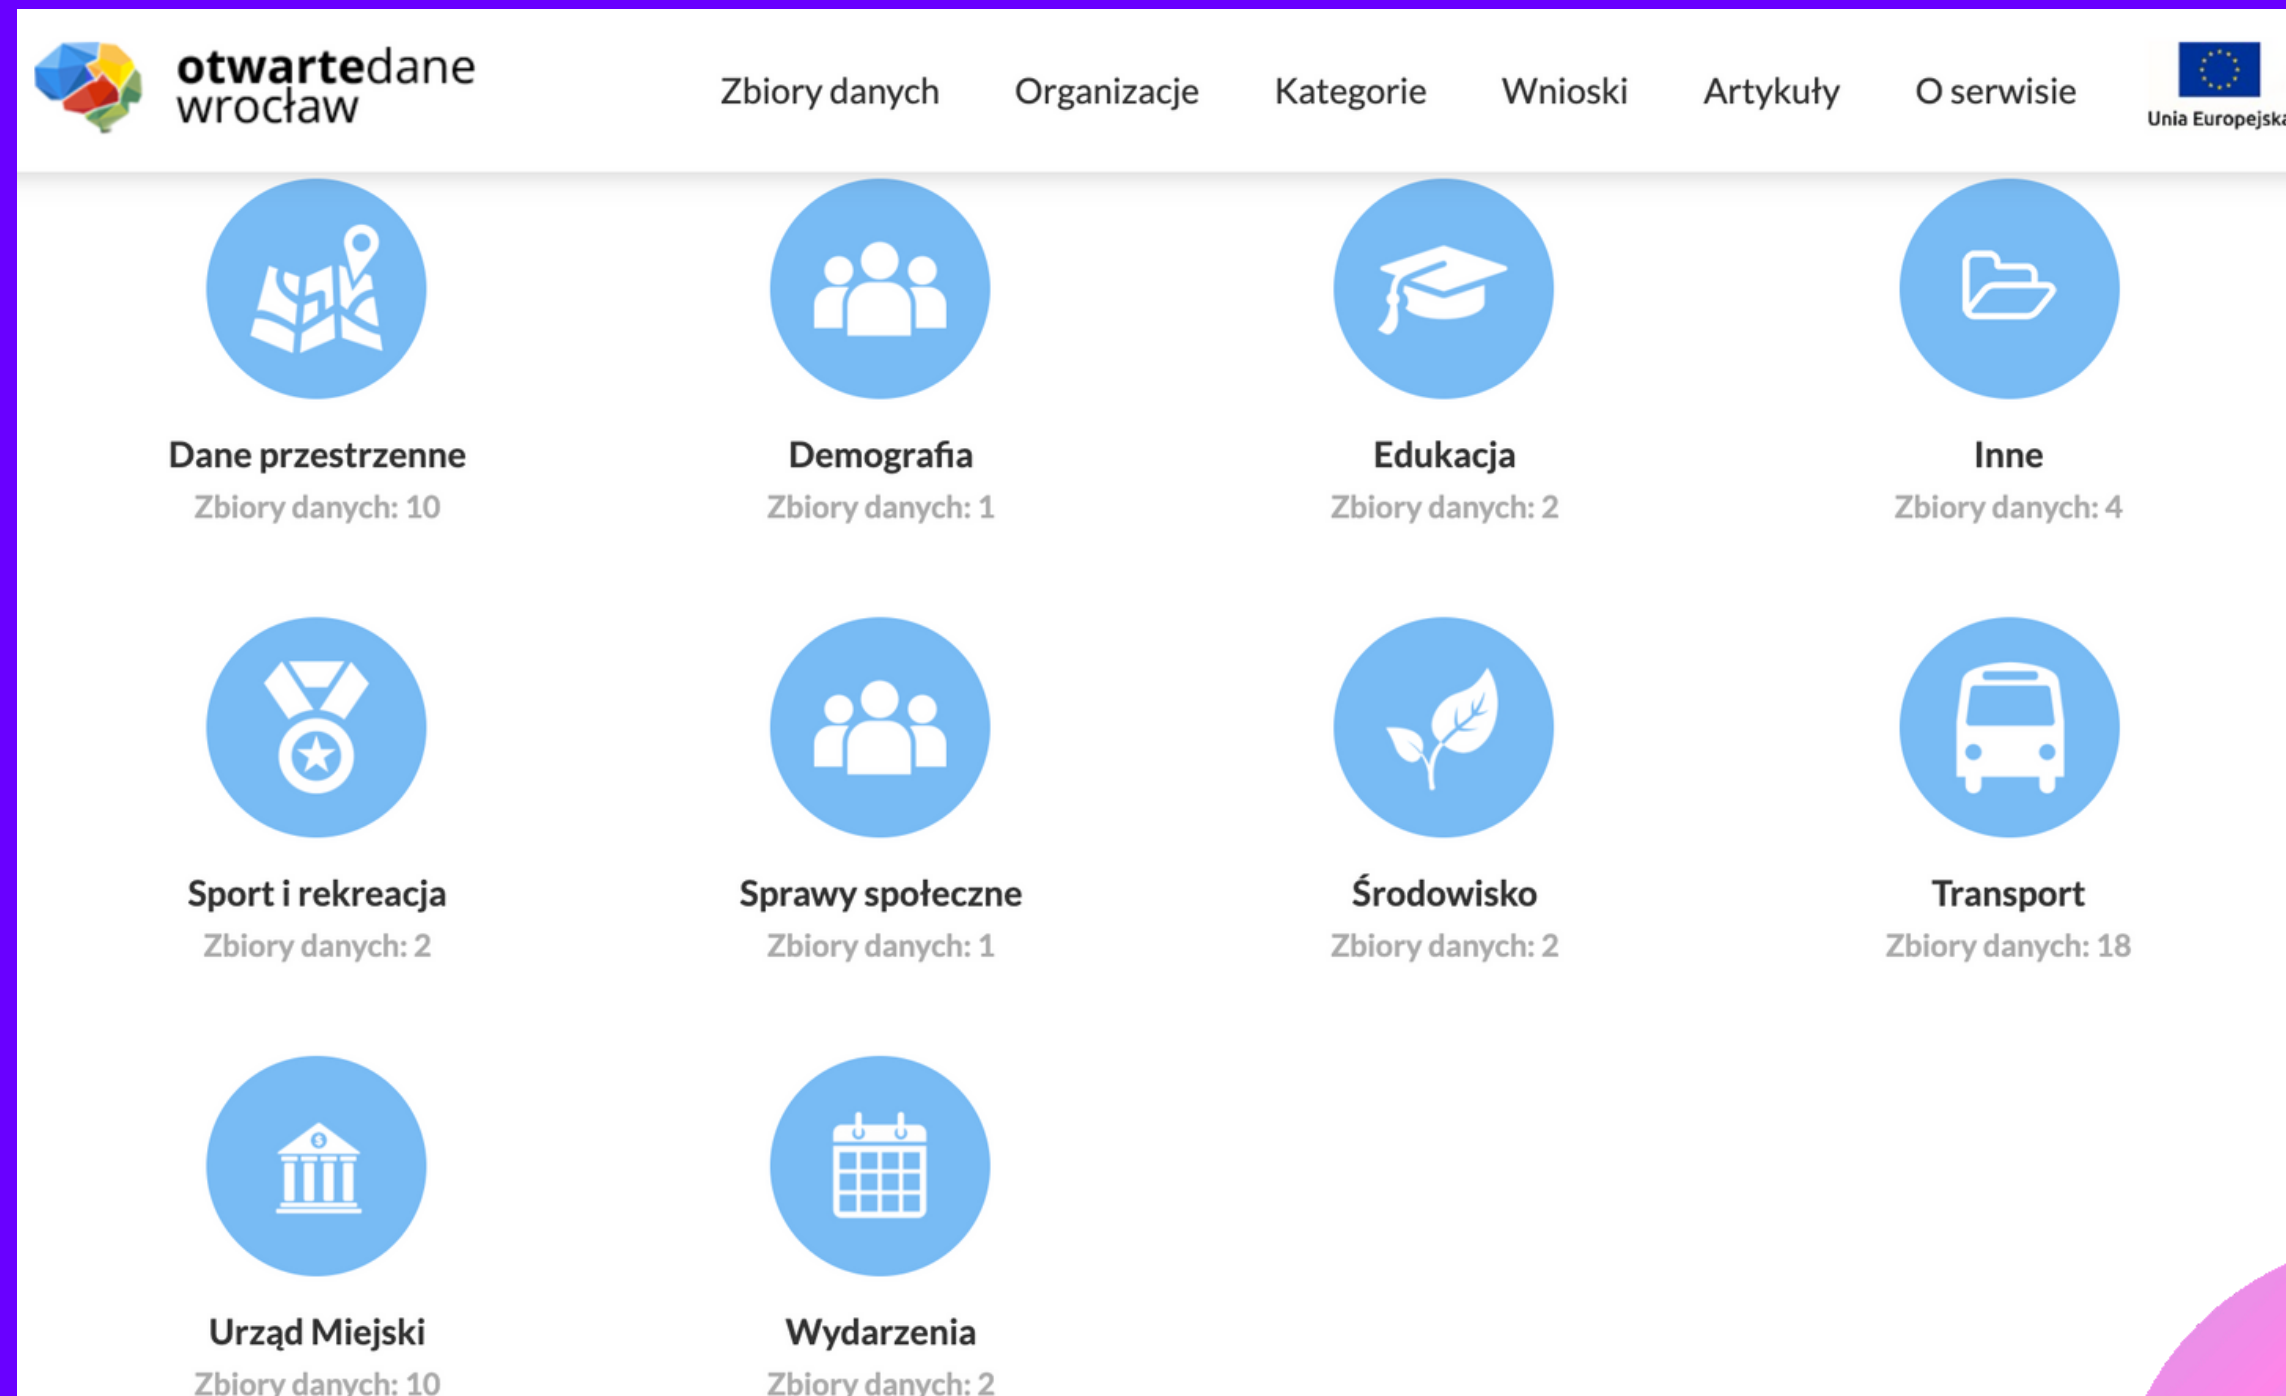 otwartedane
wrocław
Zbiory danych Organizacje Kategorie Wnioski Artykuły O serwisie
Unia Europejska
Dane przestrzenne Demografia Edukacja Inne
Zbiory danych: 10 Zbiory danych: 1 Zbiory danych: 2 Zbiory danych: 4
Sport i rekreacja Sprawy społeczne Środowisko Transport
Zbiory danych: 2 Zbiory danych: 1 Zbiory danych: 2 Zbiory danych: 18
Urząd Miejski Wydarzenia
Zbiory danych: 10 Zbiory danych: 2